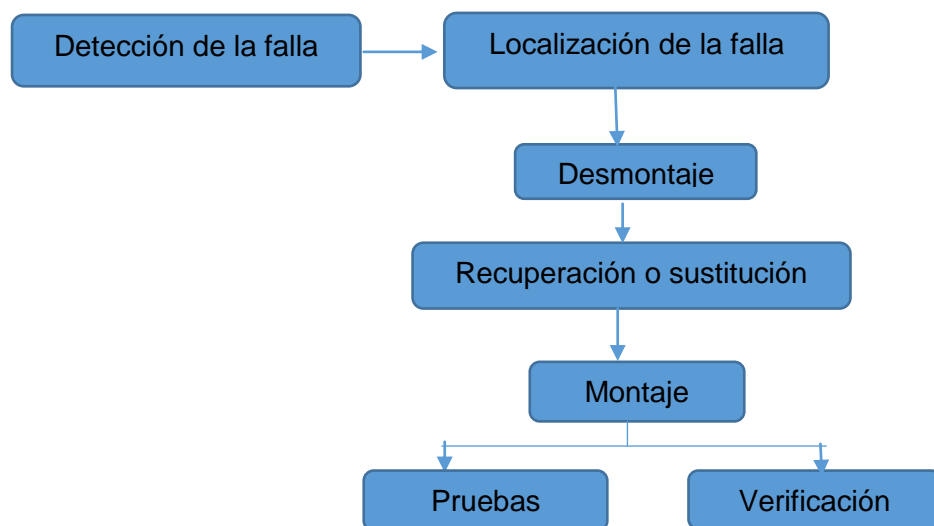 Detección de la falla
Localización de la falla
Desmontaje
Recuperación o sustitución
Montaje
Pruebas
Verificación